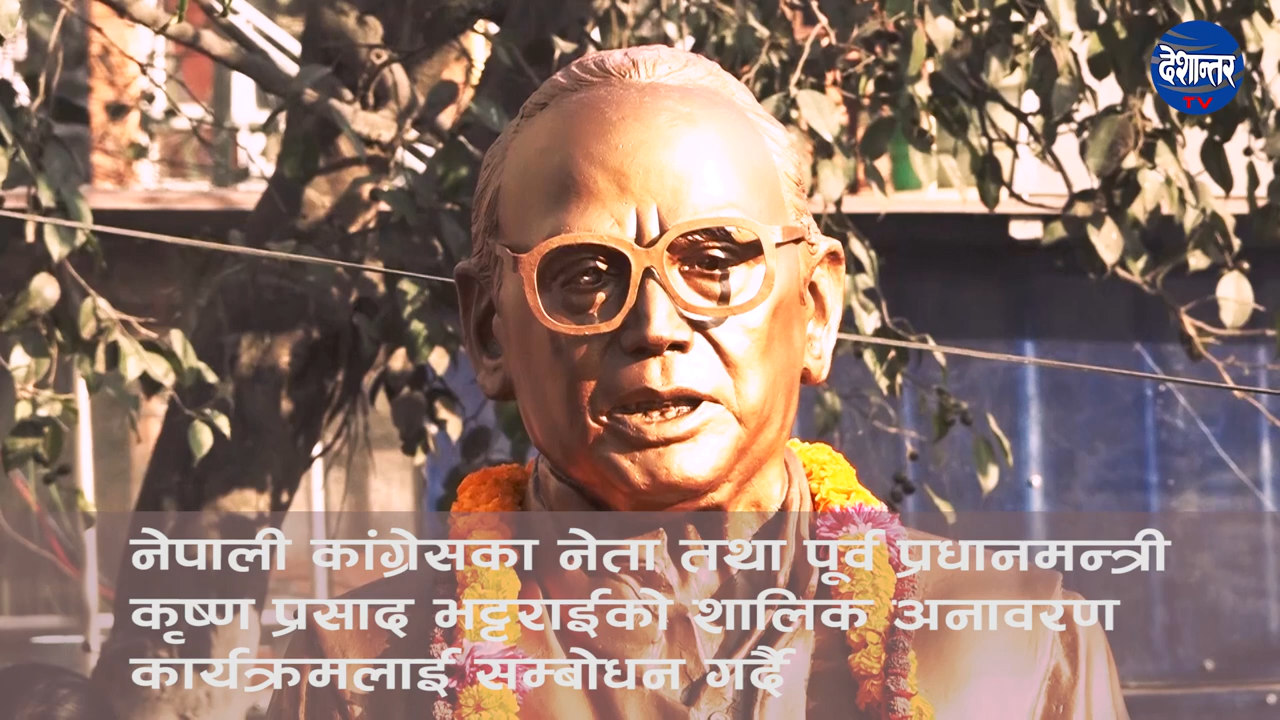 देशान्तर
TV
नेपाली कांग्रेसका नेता तथा पूर्व प्रधानमन्त्री
कृष्ण प्रसाद भट्टराईको शालिक अनावरण
कार्यक्रमलाई सम्बोधन गर्दै